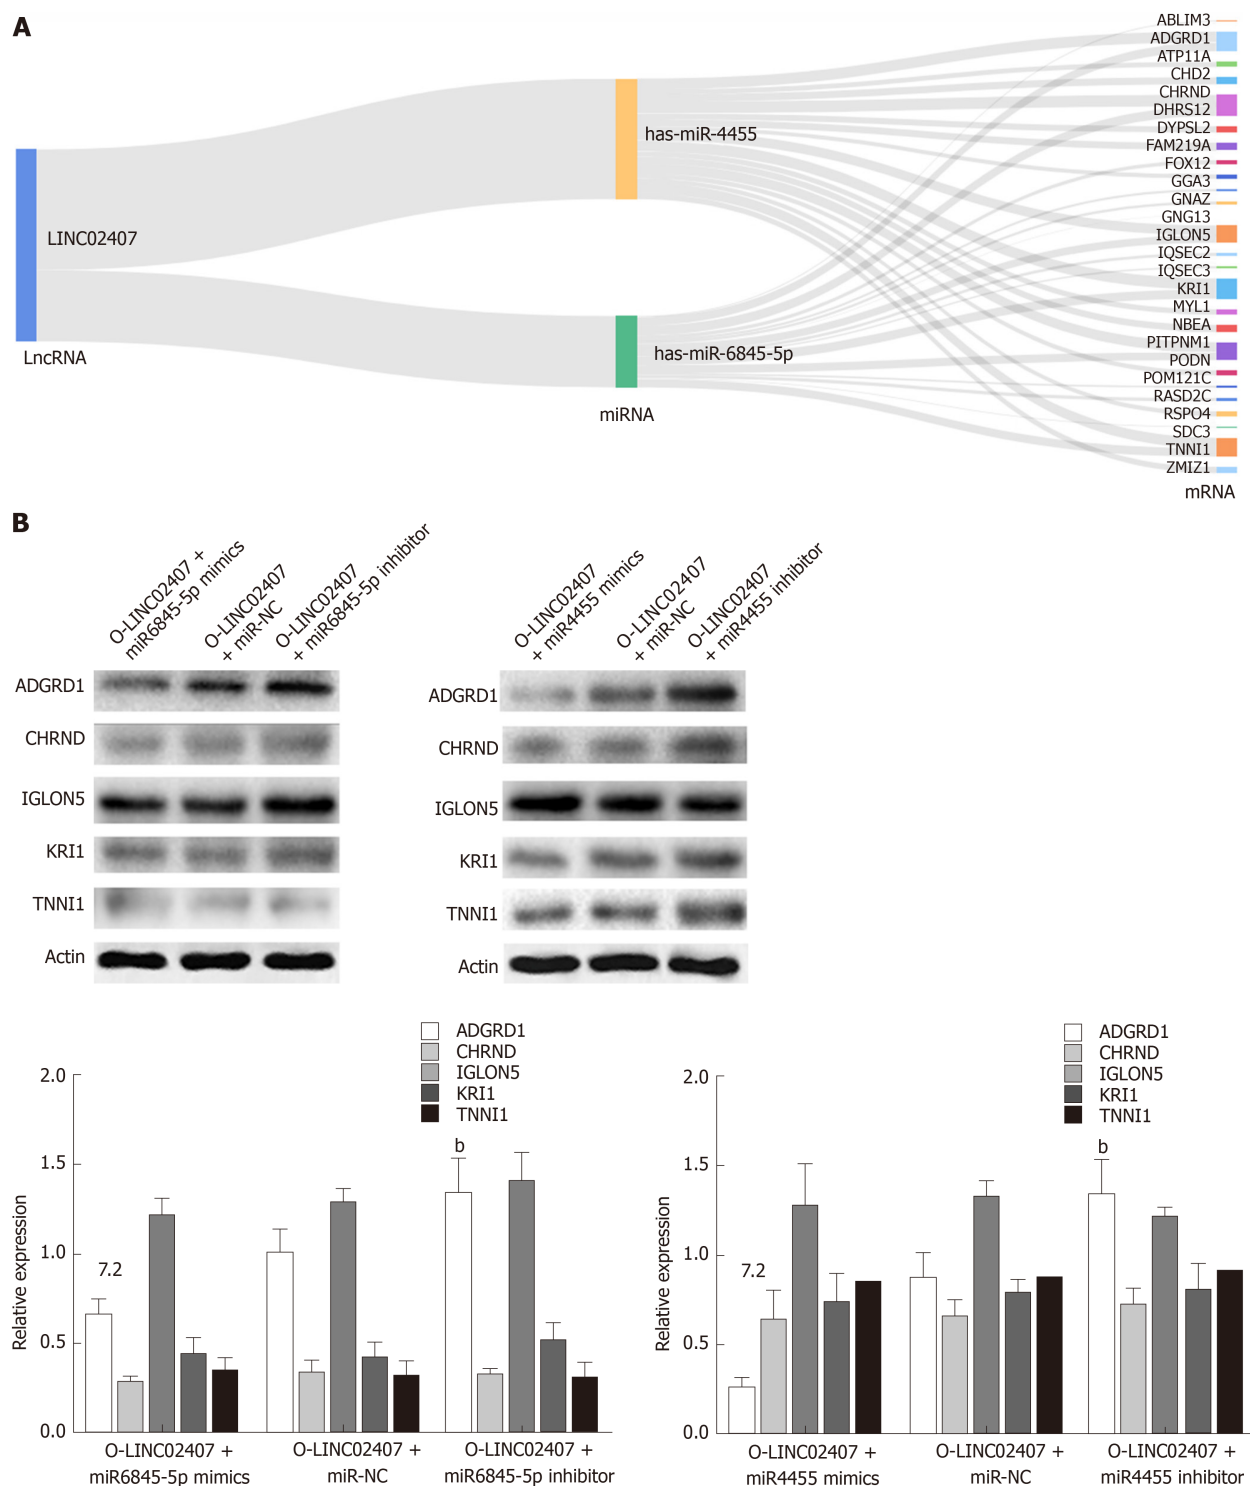 A
LINC02407
LncRNA
has-miR-4455
has-miR-6845-5p
miRNA
ABLIM3
ADGRD1
ATP11A
CHD2
CHRND
DHRS12
DYPSL2
FAM219A
FOX12
GGA3
GNAZ
GNG13
IGLON5
IQSEC2
IQSEC3
KRI1
MYL1
NBEA
PITPNM1
PODN
POM121C
RASD2C
RSPO4
SDC3
TNNI1
ZMIZ1
mRNA
B
O-LINC02407 +
miR6845-5p mimics
O-LINC02407
+ miR-NC
O-LINC02407
+ miR6845-5p inhibitor
ADGRD1
CHRND
IGLON5
KRI1
TNNI1
Actin
O-LINC02407
+ miR4455 mimics
O-LINC02407
+ miR-NC
O-LINC02407
+ miR4455 inhibitor
ADGRD1
CHRND
IGLON5
KRI1
TNNI1
Actin
ADGRD1
CHRND
IGLON5
KRI1
TNNI1
Relative expression
2.0
1.5
1.0
0.5
0.0
7.2
b
O-LINC02407 +
miR6845-5p mimics
O-LINC02407 +
miR-NC
O-LINC02407 +
miR6845-5p inhibitor
ADGRD1
CHRND
IGLON5
KRI1
TNNI1
Relative expression
2.0
1.5
1.0
0.5
0.0
7.2
b
O-LINC02407 +
miR4455 mimics
O-LINC02407 +
miR-NC
O-LINC02407 +
miR4455 inhibitor